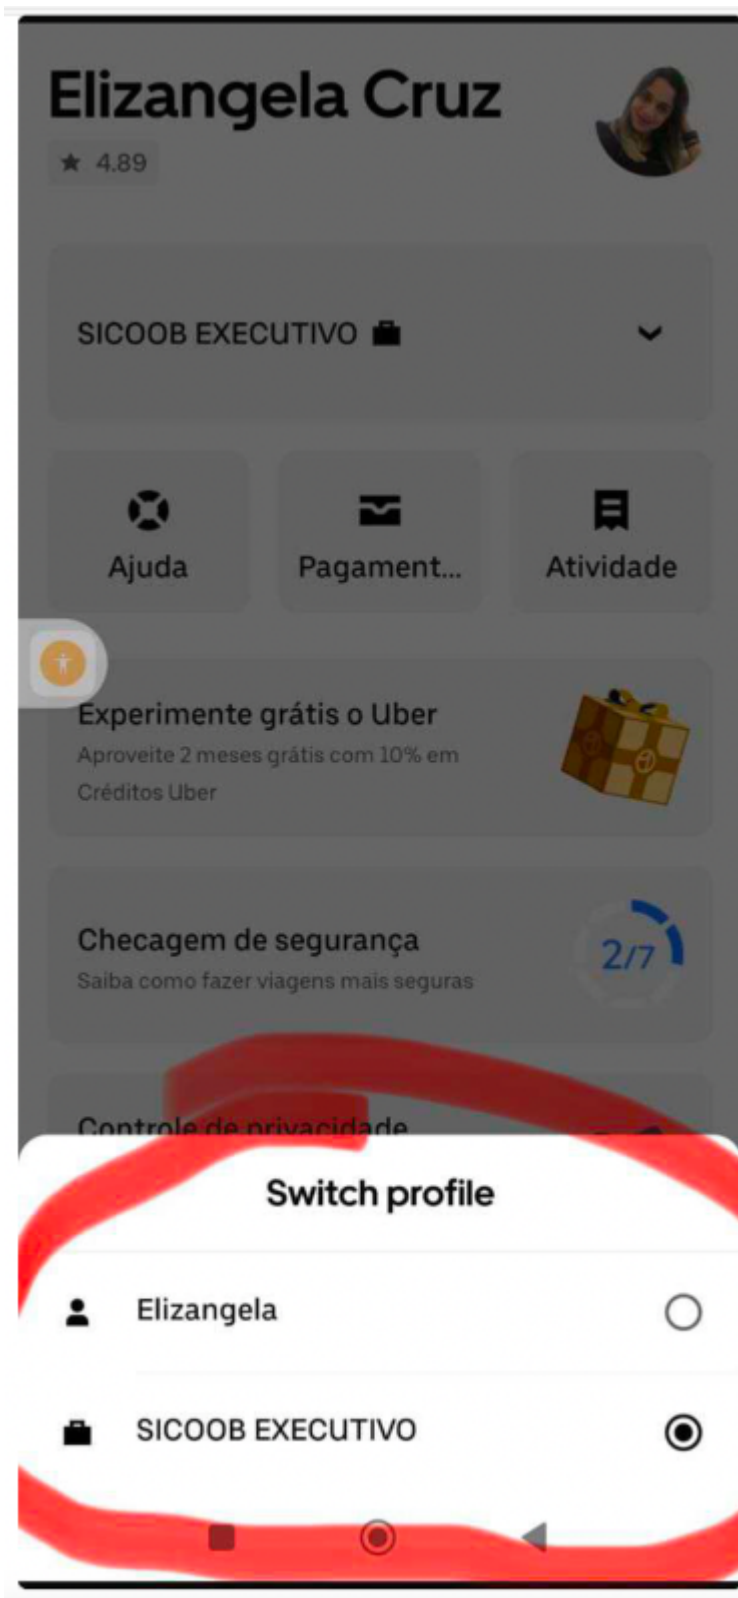 Elizangela Cruz
4.89
SICOOB EXECUTIVO
Ajuda
Pagament...
Atividade
Experimente grátis o Uber
Aproveite 2 meses grátis com 10% em
Créditos Uber
Checagem de segurança
Saiba como fazer viagens mais seguras
2/7
Controle de privacidade
Switch profile
Elizangela
SICOOB EXECUTIVO